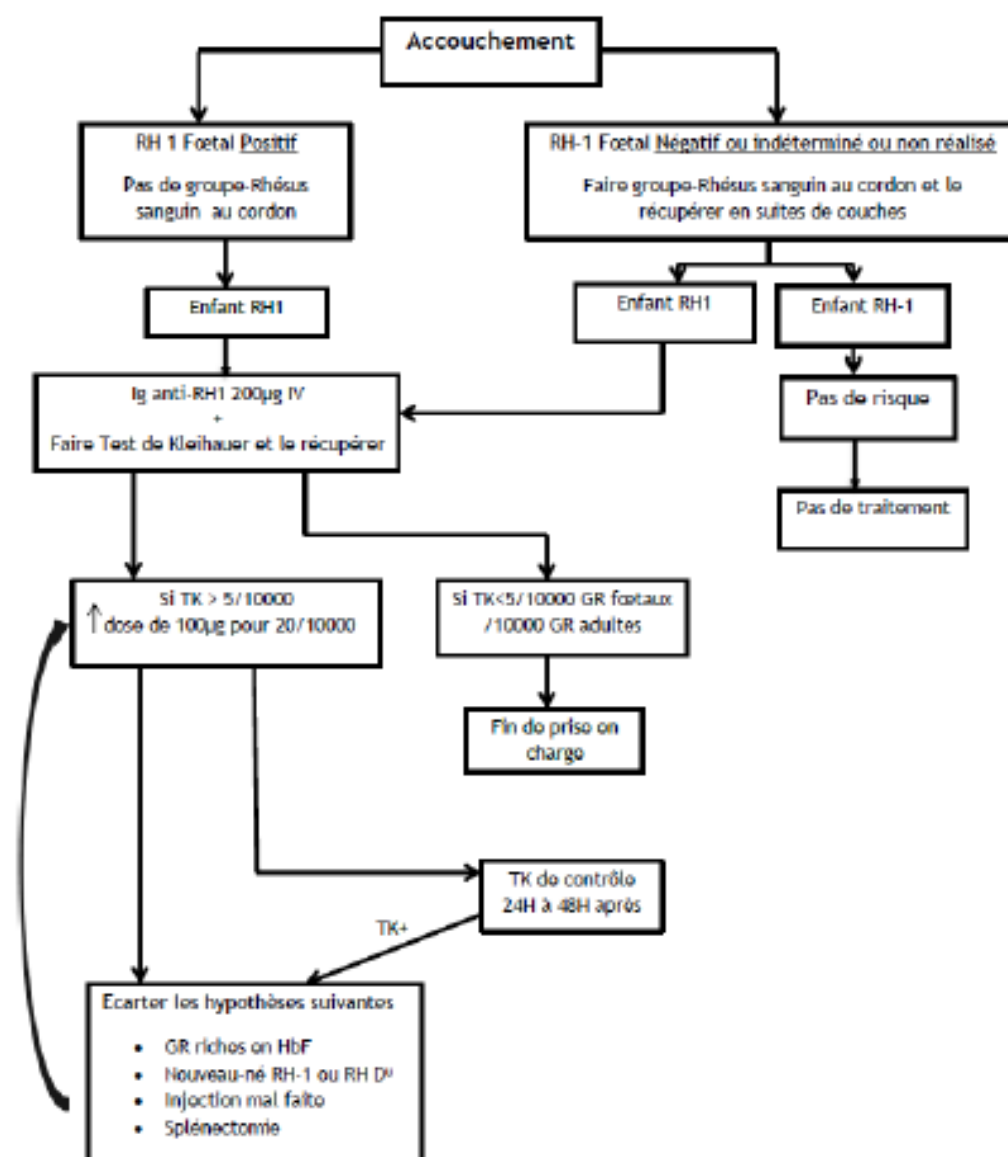 Accouchement
RH 1 Fœtal Positif
Pas de groupe-Rhésus
sanguin au cordon
RH-1 Fœtal Négatif ou indéterminé ou non réalisé
Faire groupe-Rhésus sanguin au cordon et le
récupérer en suites de couches
Enfant RH1
Enfant RH1
Enfant RH-1
Ig anti-RH1 200µg IV
+
Faire Test de Kleihauer et le récupérer
Pas de risque
Pas de traitement
Si TK > 5/10000
↑ dose de 100µg pour 20/10000
Si TK<5/10000 GR fœtaux
/10000 GR adultes
Fin de prise en
charge
TK de contrôle
24H à 48H après
TK+
Ecarter les hypothèses suivantes
• GR riches en HbF
• Nouveau-né RH-1 ou RH Dᵘ
• Injection mal faite
• Splénectomie